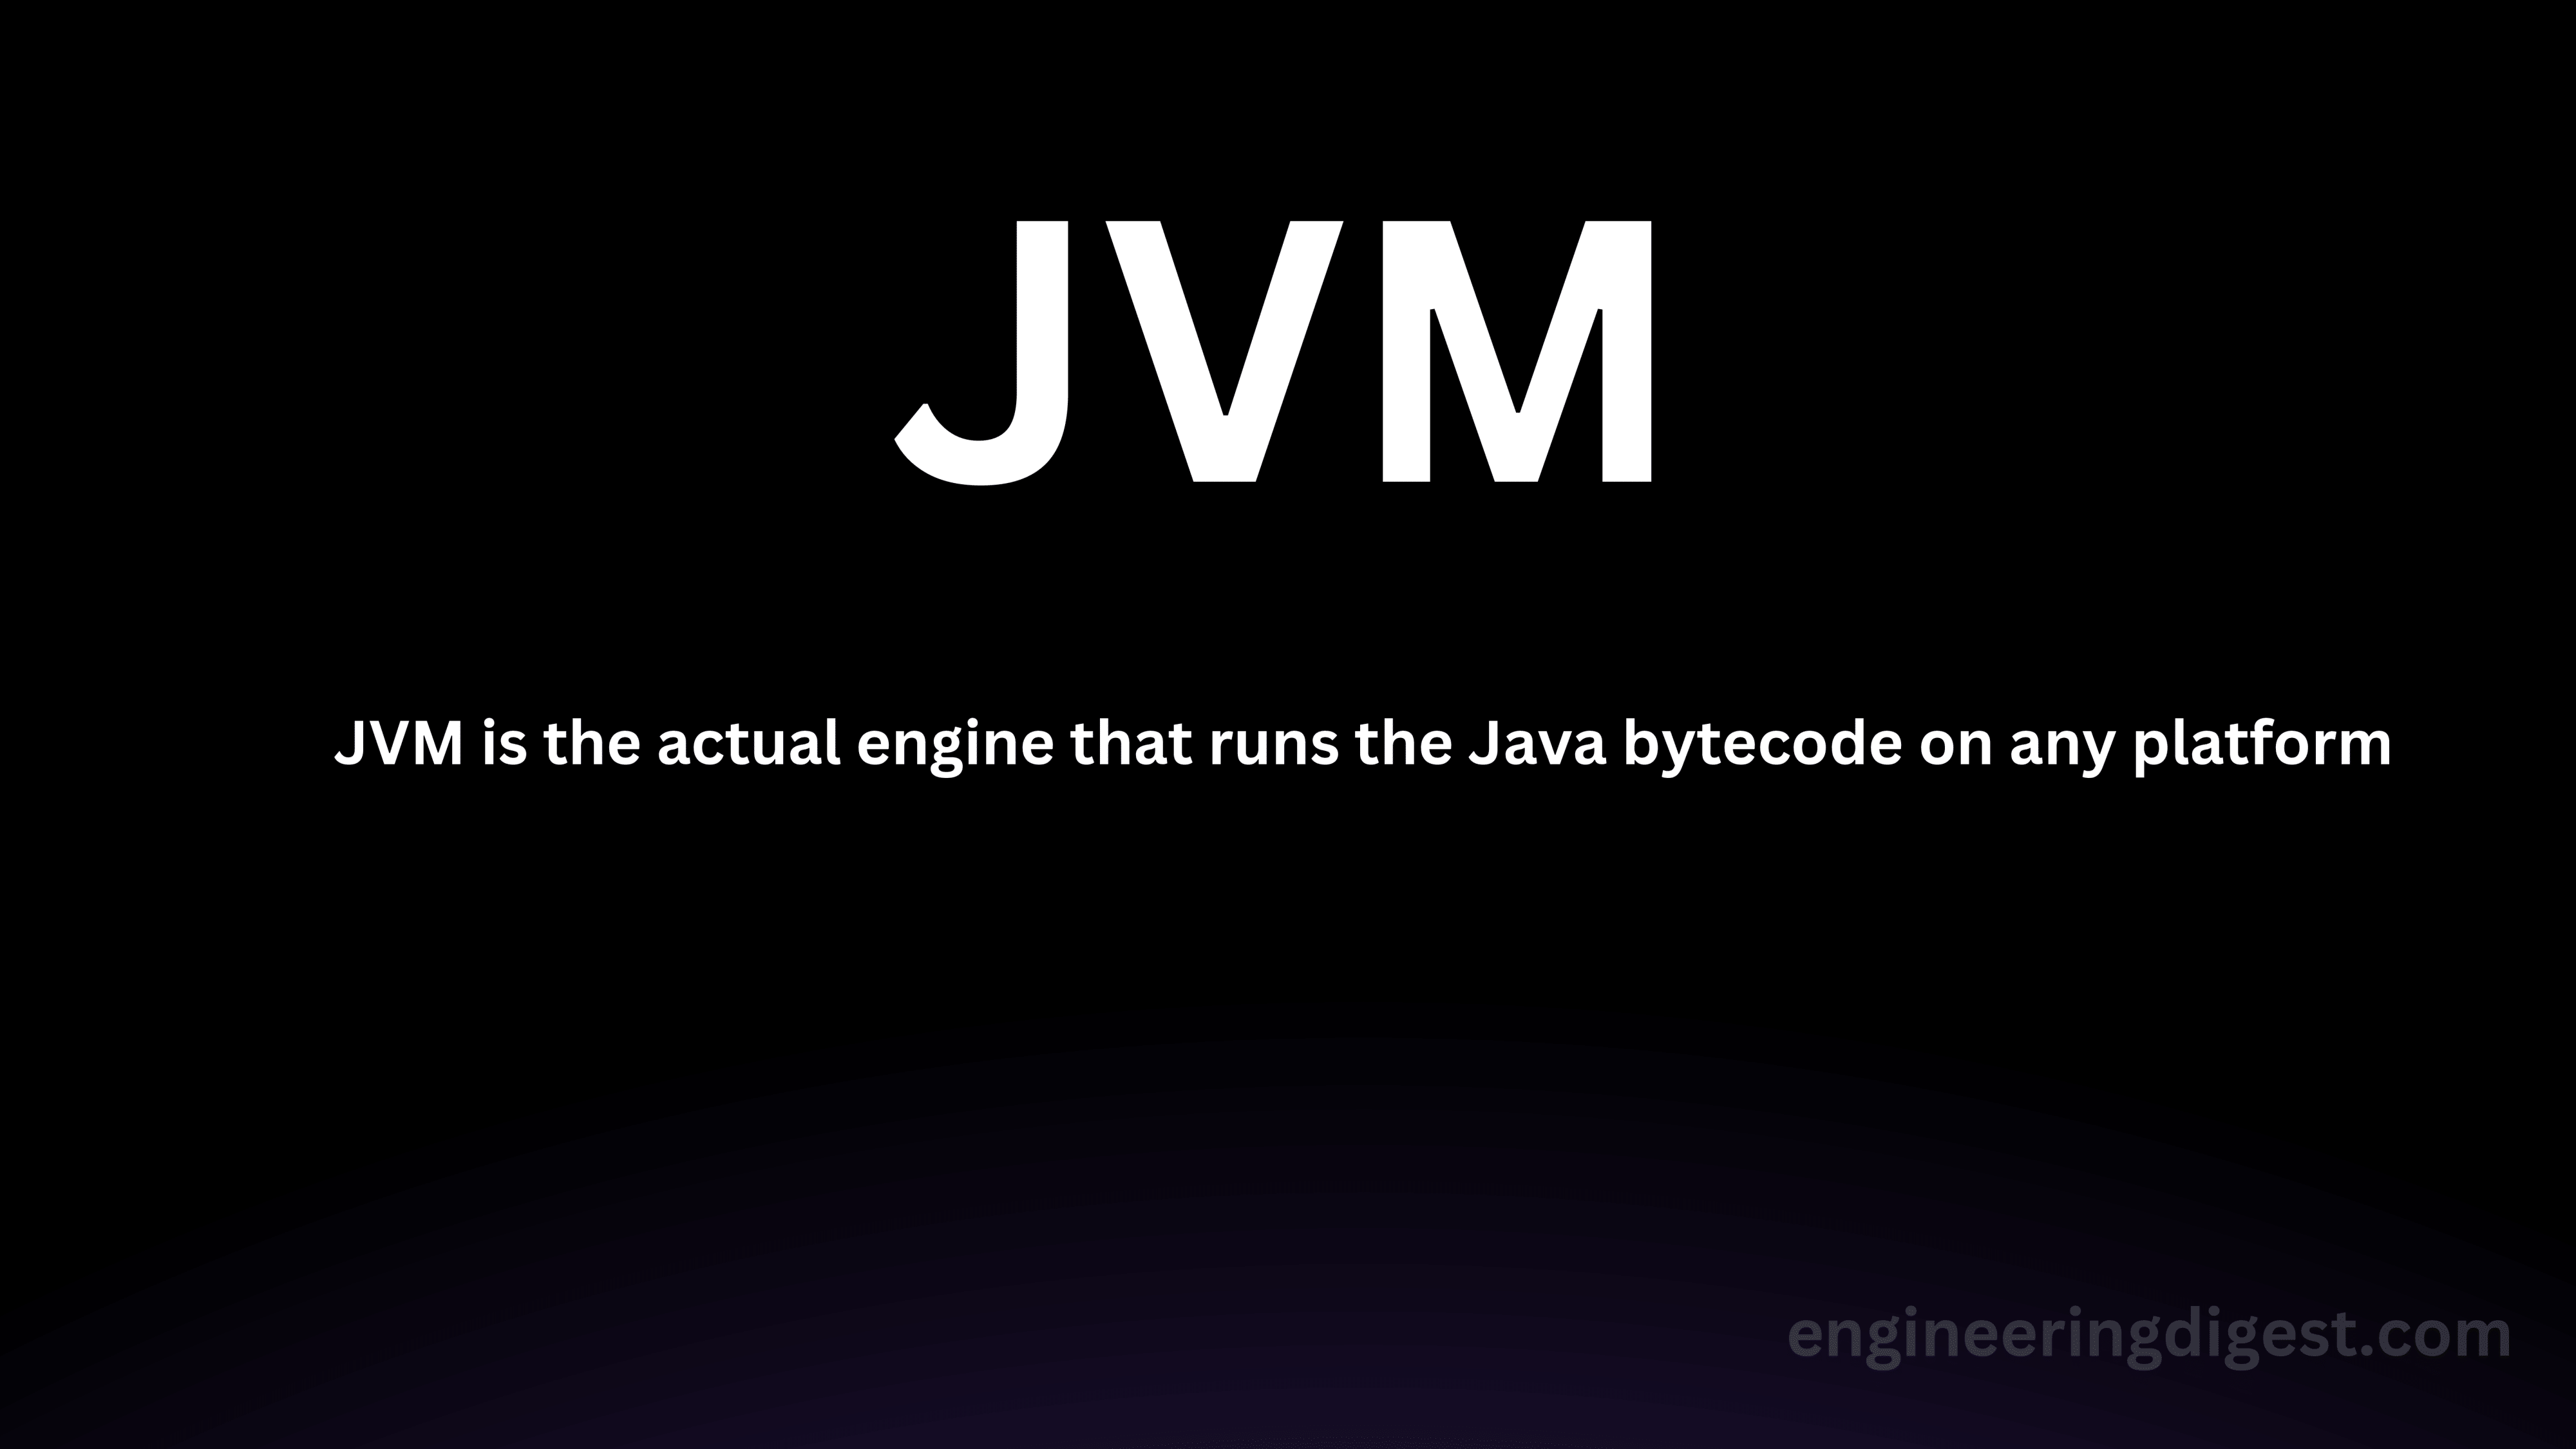 JVM
JVM is the actual engine that runs the Java bytecode on any platform
engineeringdigest.com